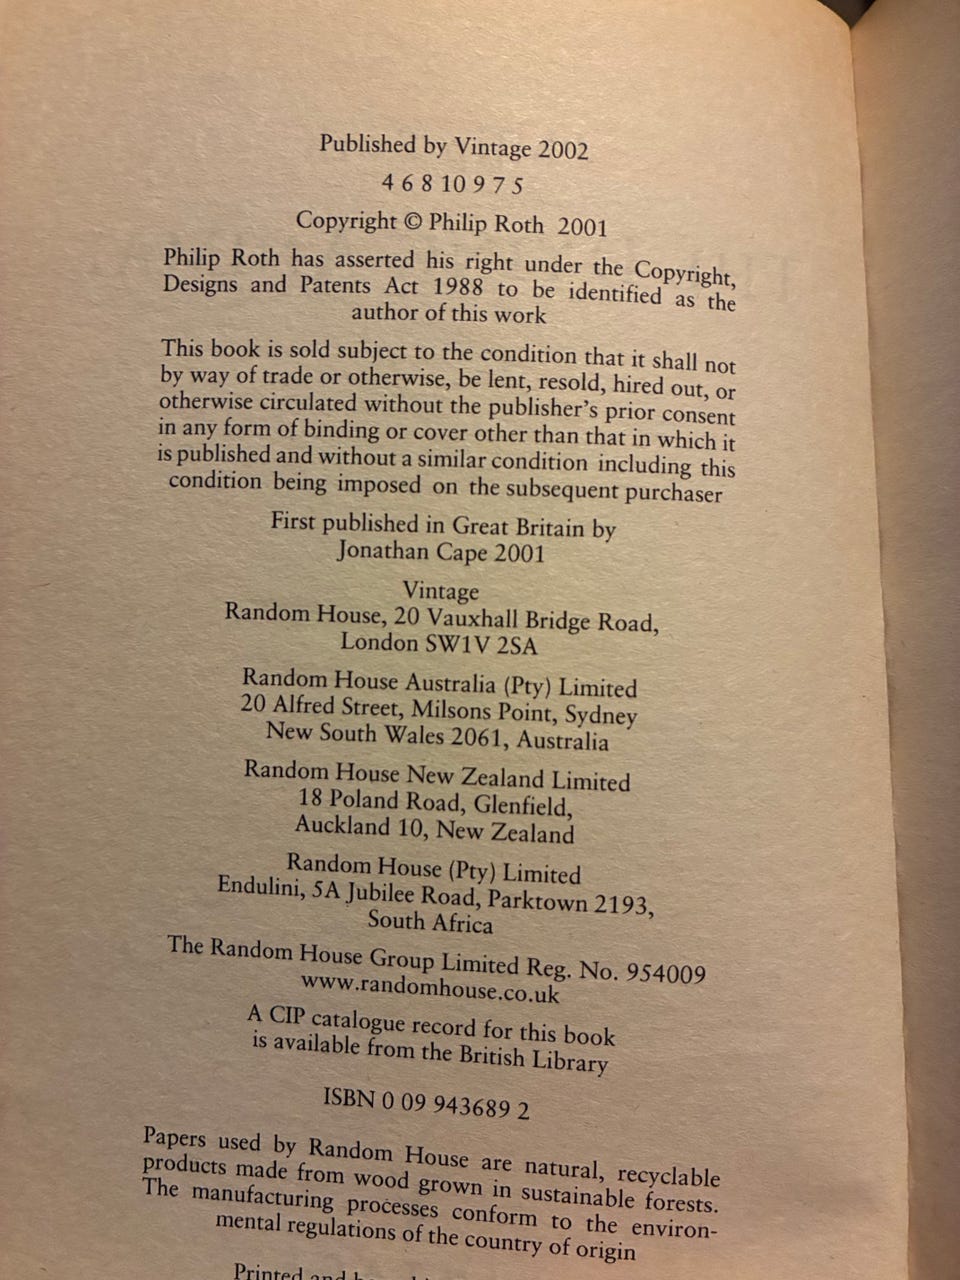 Published by Vintage 2002
4 6 8 10 9 7 5
Copyright © Philip Roth 2001
Philip Roth has asserted his right under the Copyright,
Designs and Patents Act 1988 to be identified as the
author of this work
This book is sold subject to the condition that it shall not
by way of trade or otherwise, be lent, resold, hired out, or
otherwise circulated without the publisher's prior consent
in any form of binding or cover other than that in which it
is published and without a similar condition including this
condition being imposed on the subsequent purchaser
First published in Great Britain by
Jonathan Cape 2001
Vintage
Random House, 20 Vauxhall Bridge Road,
London SW1V 2SA
Random House Australia (Pty) Limited
20 Alfred Street, Milsons Point, Sydney
New South Wales 2061, Australia
Random House New Zealand Limited
18 Poland Road, Glenfield,
Auckland 10, New Zealand
Random House (Pty) Limited
Endulini, 5A Jubilee Road, Parktown 2193,
South Africa
The Random House Group Limited Reg. No. 954009
www.randomhouse.co.uk
A CIP catalogue record for this book
is available from the British Library
ISBN 0 09 943689 2
Papers used by Random House are natural, recyclable
products made from wood grown in sustainable forests.
The manufacturing processes conform to the environ-
mental regulations of the country of origin
Printed and